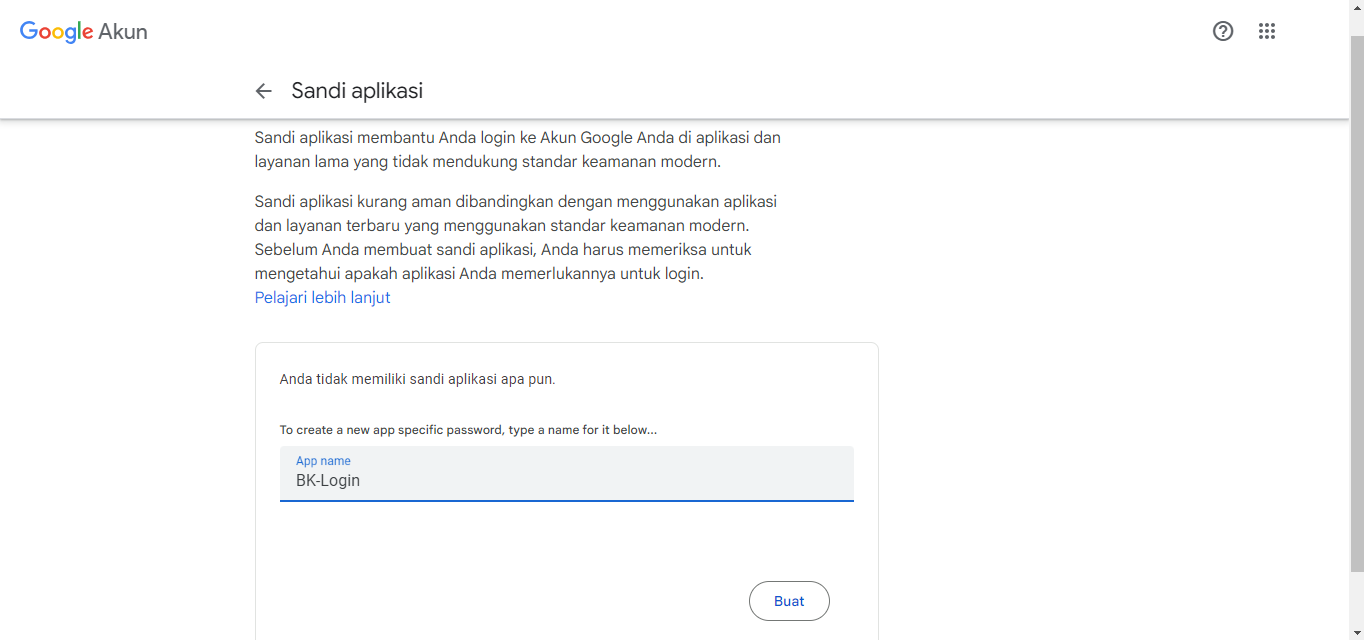 Google Akun
Sandi aplikasi
Sandi aplikasi membantu Anda login ke Akun Google Anda di aplikasi dan
layanan lama yang tidak mendukung standar keamanan modern.
Sandi aplikasi kurang aman dibandingkan dengan menggunakan aplikasi
dan layanan terbaru yang menggunakan standar keamanan modern.
Sebelum Anda membuat sandi aplikasi, Anda harus memeriksa untuk
mengetahui apakah aplikasi Anda memerlukannya untuk login.
Pelajari lebih lanjut
Anda tidak memiliki sandi aplikasi apa pun.
To create a new app specific password, type a name for it below...
App name
BK-Login
Buat